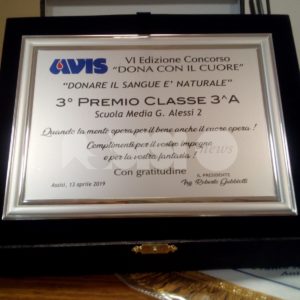 AVIS
VI Edizione Concorso
"DONA CON IL CUORE"
"DONARE IL SANGUE E' NATURALE"
3° PREMIO CLASSE 3^A
Scuola Media G. Alessi 2
Quando la mente opera per il bene anche il cuore opera!
Complimenti per il vostro impegno
e per la vostra fantasia!
Con gratitudine
Assisi, 13 aprile 2019
IL PRESIDENTE
Ing. Roberto Gubbiotti
news